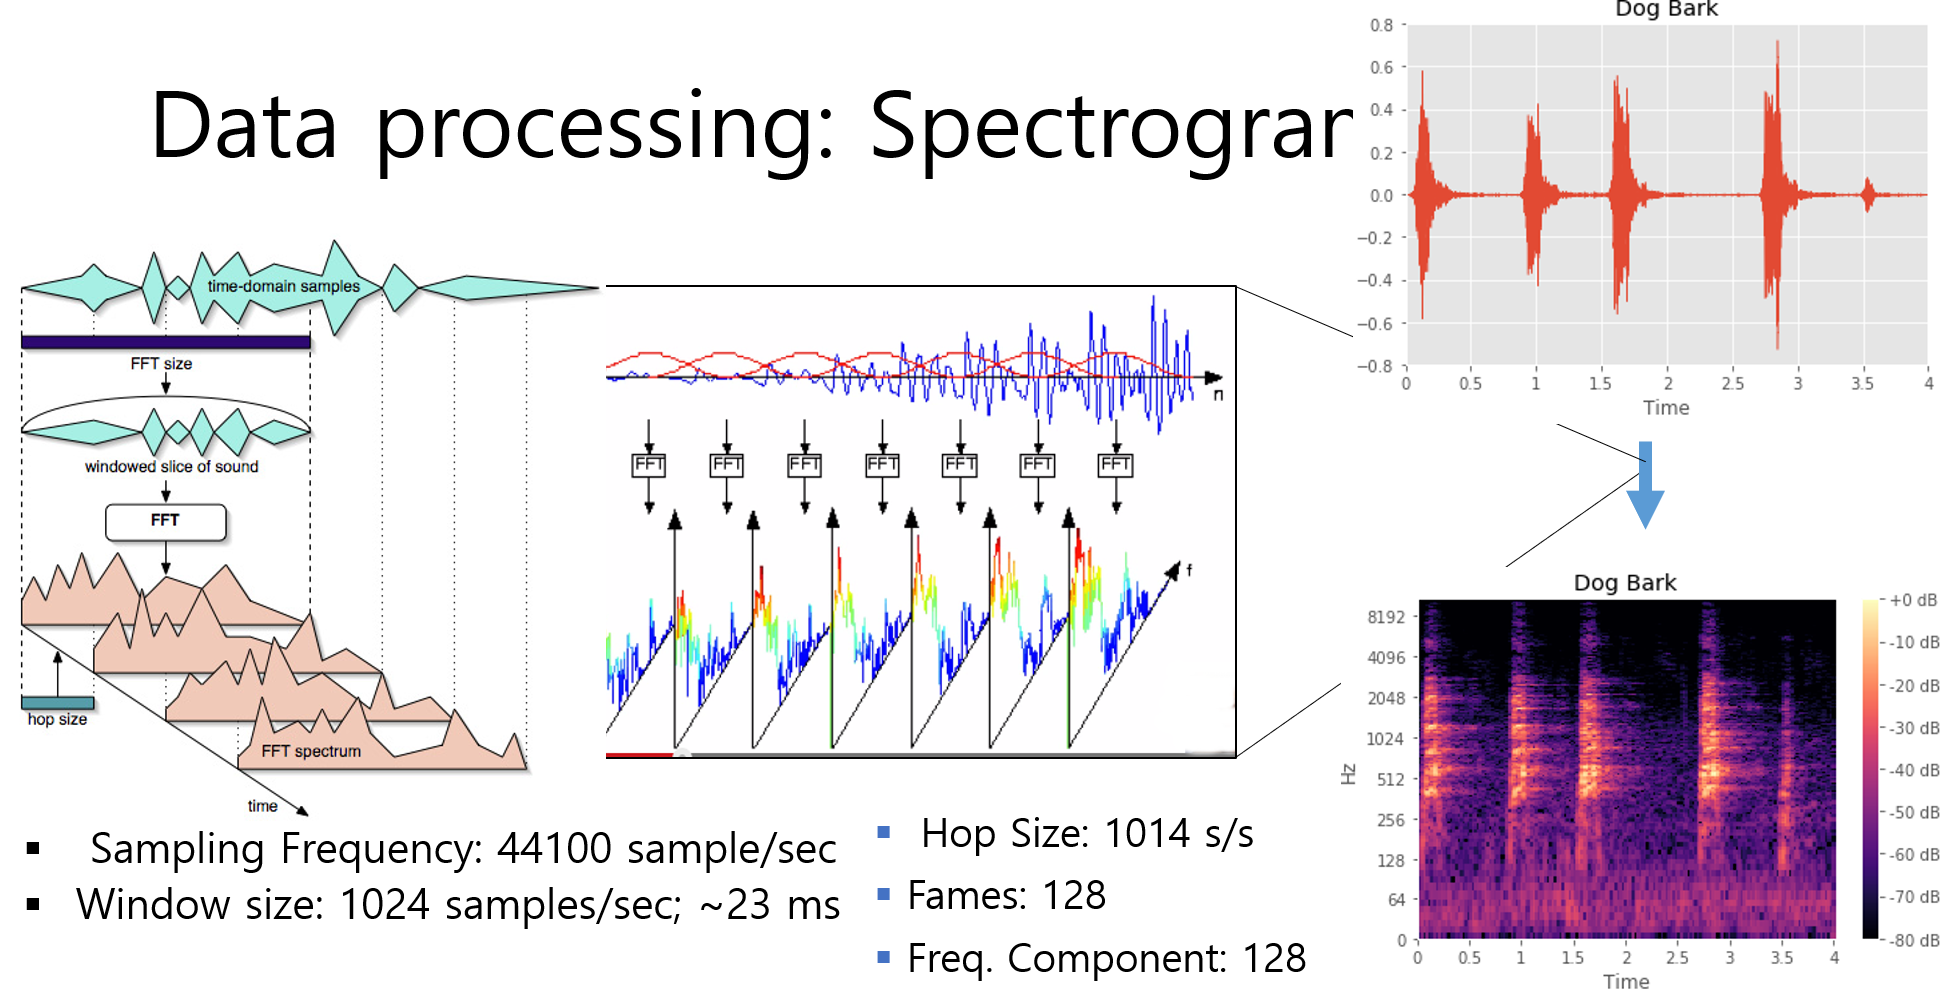 Data processing: Spectrogran
time-domain samples
FFT size
windowed slice of sound
FFT
hop size
FFT spectrum
time
n
FFT FFT FFT FFT FFT FFT FFT
f
Dog Bark
0.8
0.6
0.4
0.2
0.0
−0.2
−0.4
−0.6
−0.8
0 0.5 1 1.5 2 2.5 3 3.5 4
Time
Dog Bark
Hz
8192
4096
2048
1024
512
256
128
64
0
0 0.5 1 1.5 2 2.5 3 3.5 4
Time
+0 dB
-10 dB
-20 dB
-30 dB
-40 dB
-50 dB
-60 dB
-70 dB
-80 dB
▪ Sampling Frequency: 44100 sample/sec
▪ Window size: 1024 samples/sec; ~23 ms
▪ Hop Size: 1014 s/s
▪ Fames: 128
▪ Freq. Component: 128